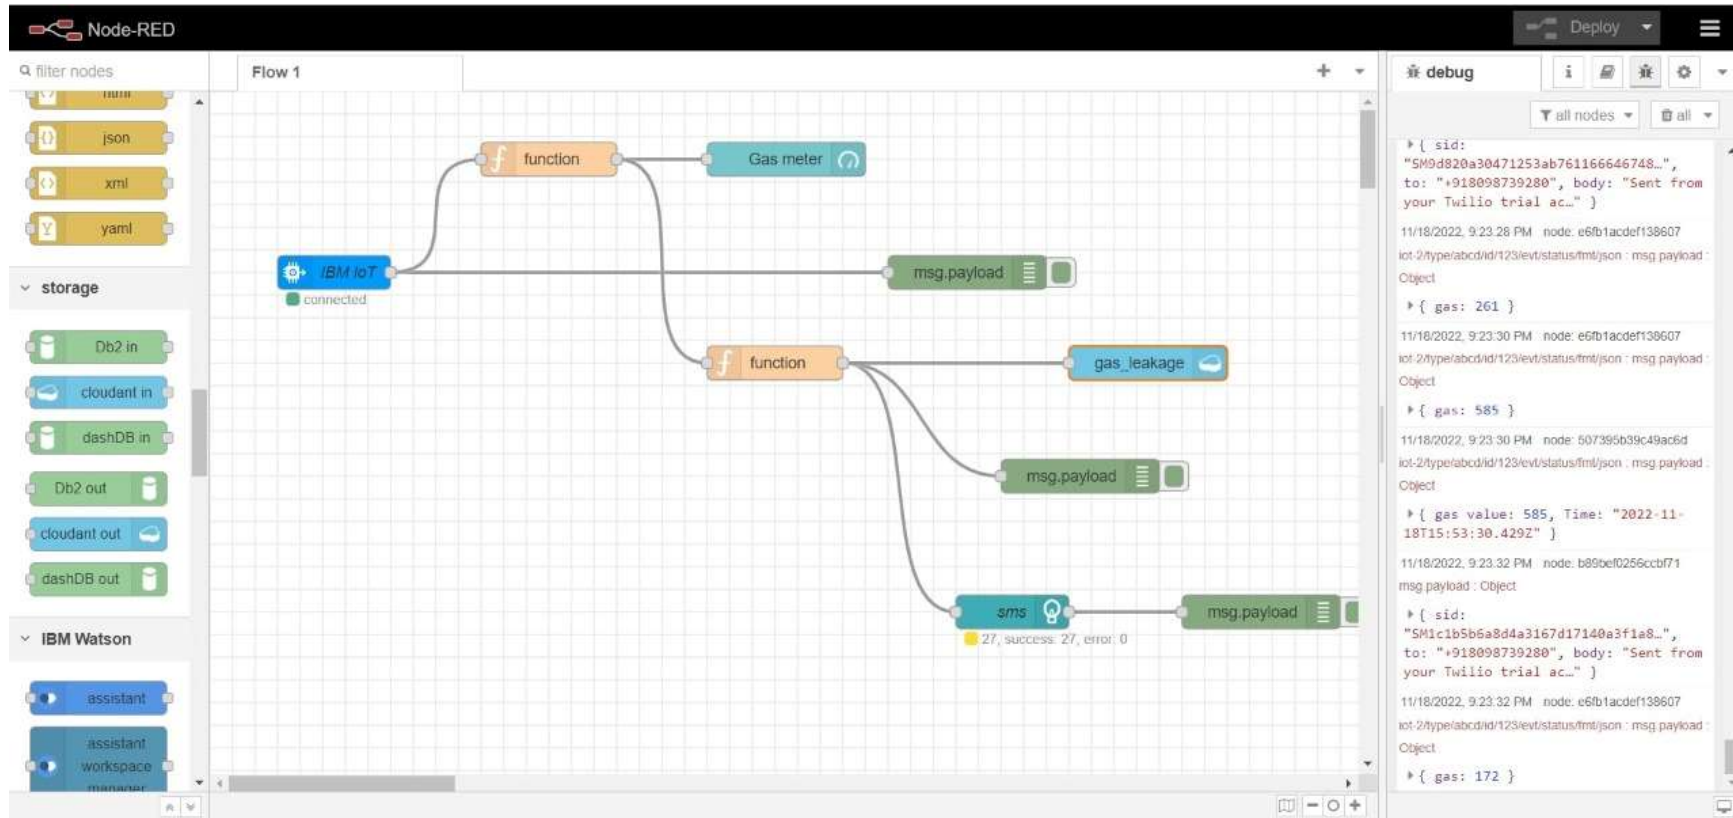 Node-RED
Deploy
filter nodes
Flow 1
debug
all nodes
all
html
json
xml
yaml
storage
Db2 in
cloudant in
dashDB in
Db2 out
cloudant out
dashDB out
IBM Watson
assistant
assistant
workspace
manager
function
Gas meter
IBM IoT
connected
msg.payload
function
gas_leakage
msg.payload
sms
27, success: 27, error: 0
msg.payload
{ sid:
"SM9d820a30471253ab761166646748…",
to: "+918098739280", body: "Sent from
your Twilio trial ac…" }
11/18/2022, 9:23:28 PM node: e6fb1acdef138607
iot-2/type/abcd/id/123/evt/status/fmt/json : msg.payload :
Object
{ gas: 261 }
11/18/2022, 9:23:30 PM node: e6fb1acdef138607
iot-2/type/abcd/id/123/evt/status/fmt/json : msg.payload :
Object
{ gas: 585 }
11/18/2022, 9:23:30 PM node: 507395b39c49ac6d
iot-2/type/abcd/id/123/evt/status/fmt/json : msg.payload :
Object
{ gas value: 585, Time: "2022-11-
18T15:53:30.429Z" }
11/18/2022, 9:23:32 PM node: b89bef0256ccbf71
msg.payload : Object
{ sid:
"SM1c1b5b6a8d4a3167d17140a3f1a8…",
to: "+918098739280", body: "Sent from
your Twilio trial ac…" }
11/18/2022, 9:23:32 PM node: e6fb1acdef138607
iot-2/type/abcd/id/123/evt/status/fmt/json : msg.payload :
Object
{ gas: 172 }